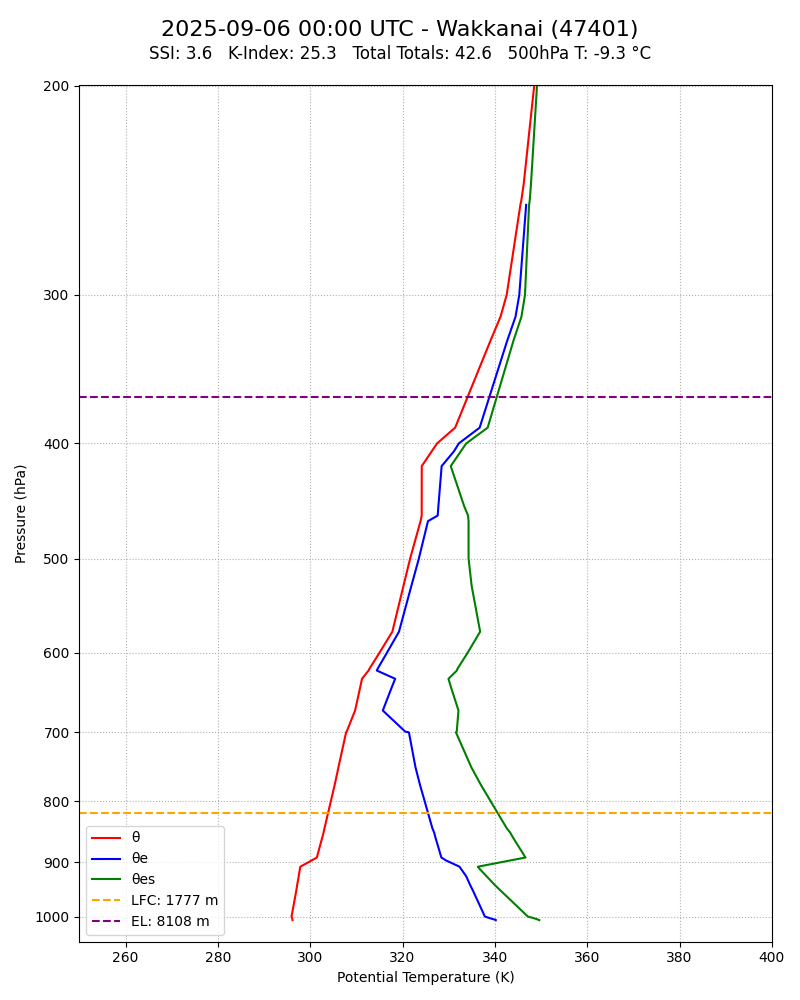 2025-09-06 00:00 UTC - Wakkanai (47401)
SSI: 3.6   K-Index: 25.3   Total Totals: 42.6   500hPa T: -9.3 °C
200
300
400
500
600
700
800
900
1000
Pressure (hPa)
θ
θe
θes
LFC: 1777 m
EL: 8108 m
260 280 300 320 340 360 380 400
Potential Temperature (K)